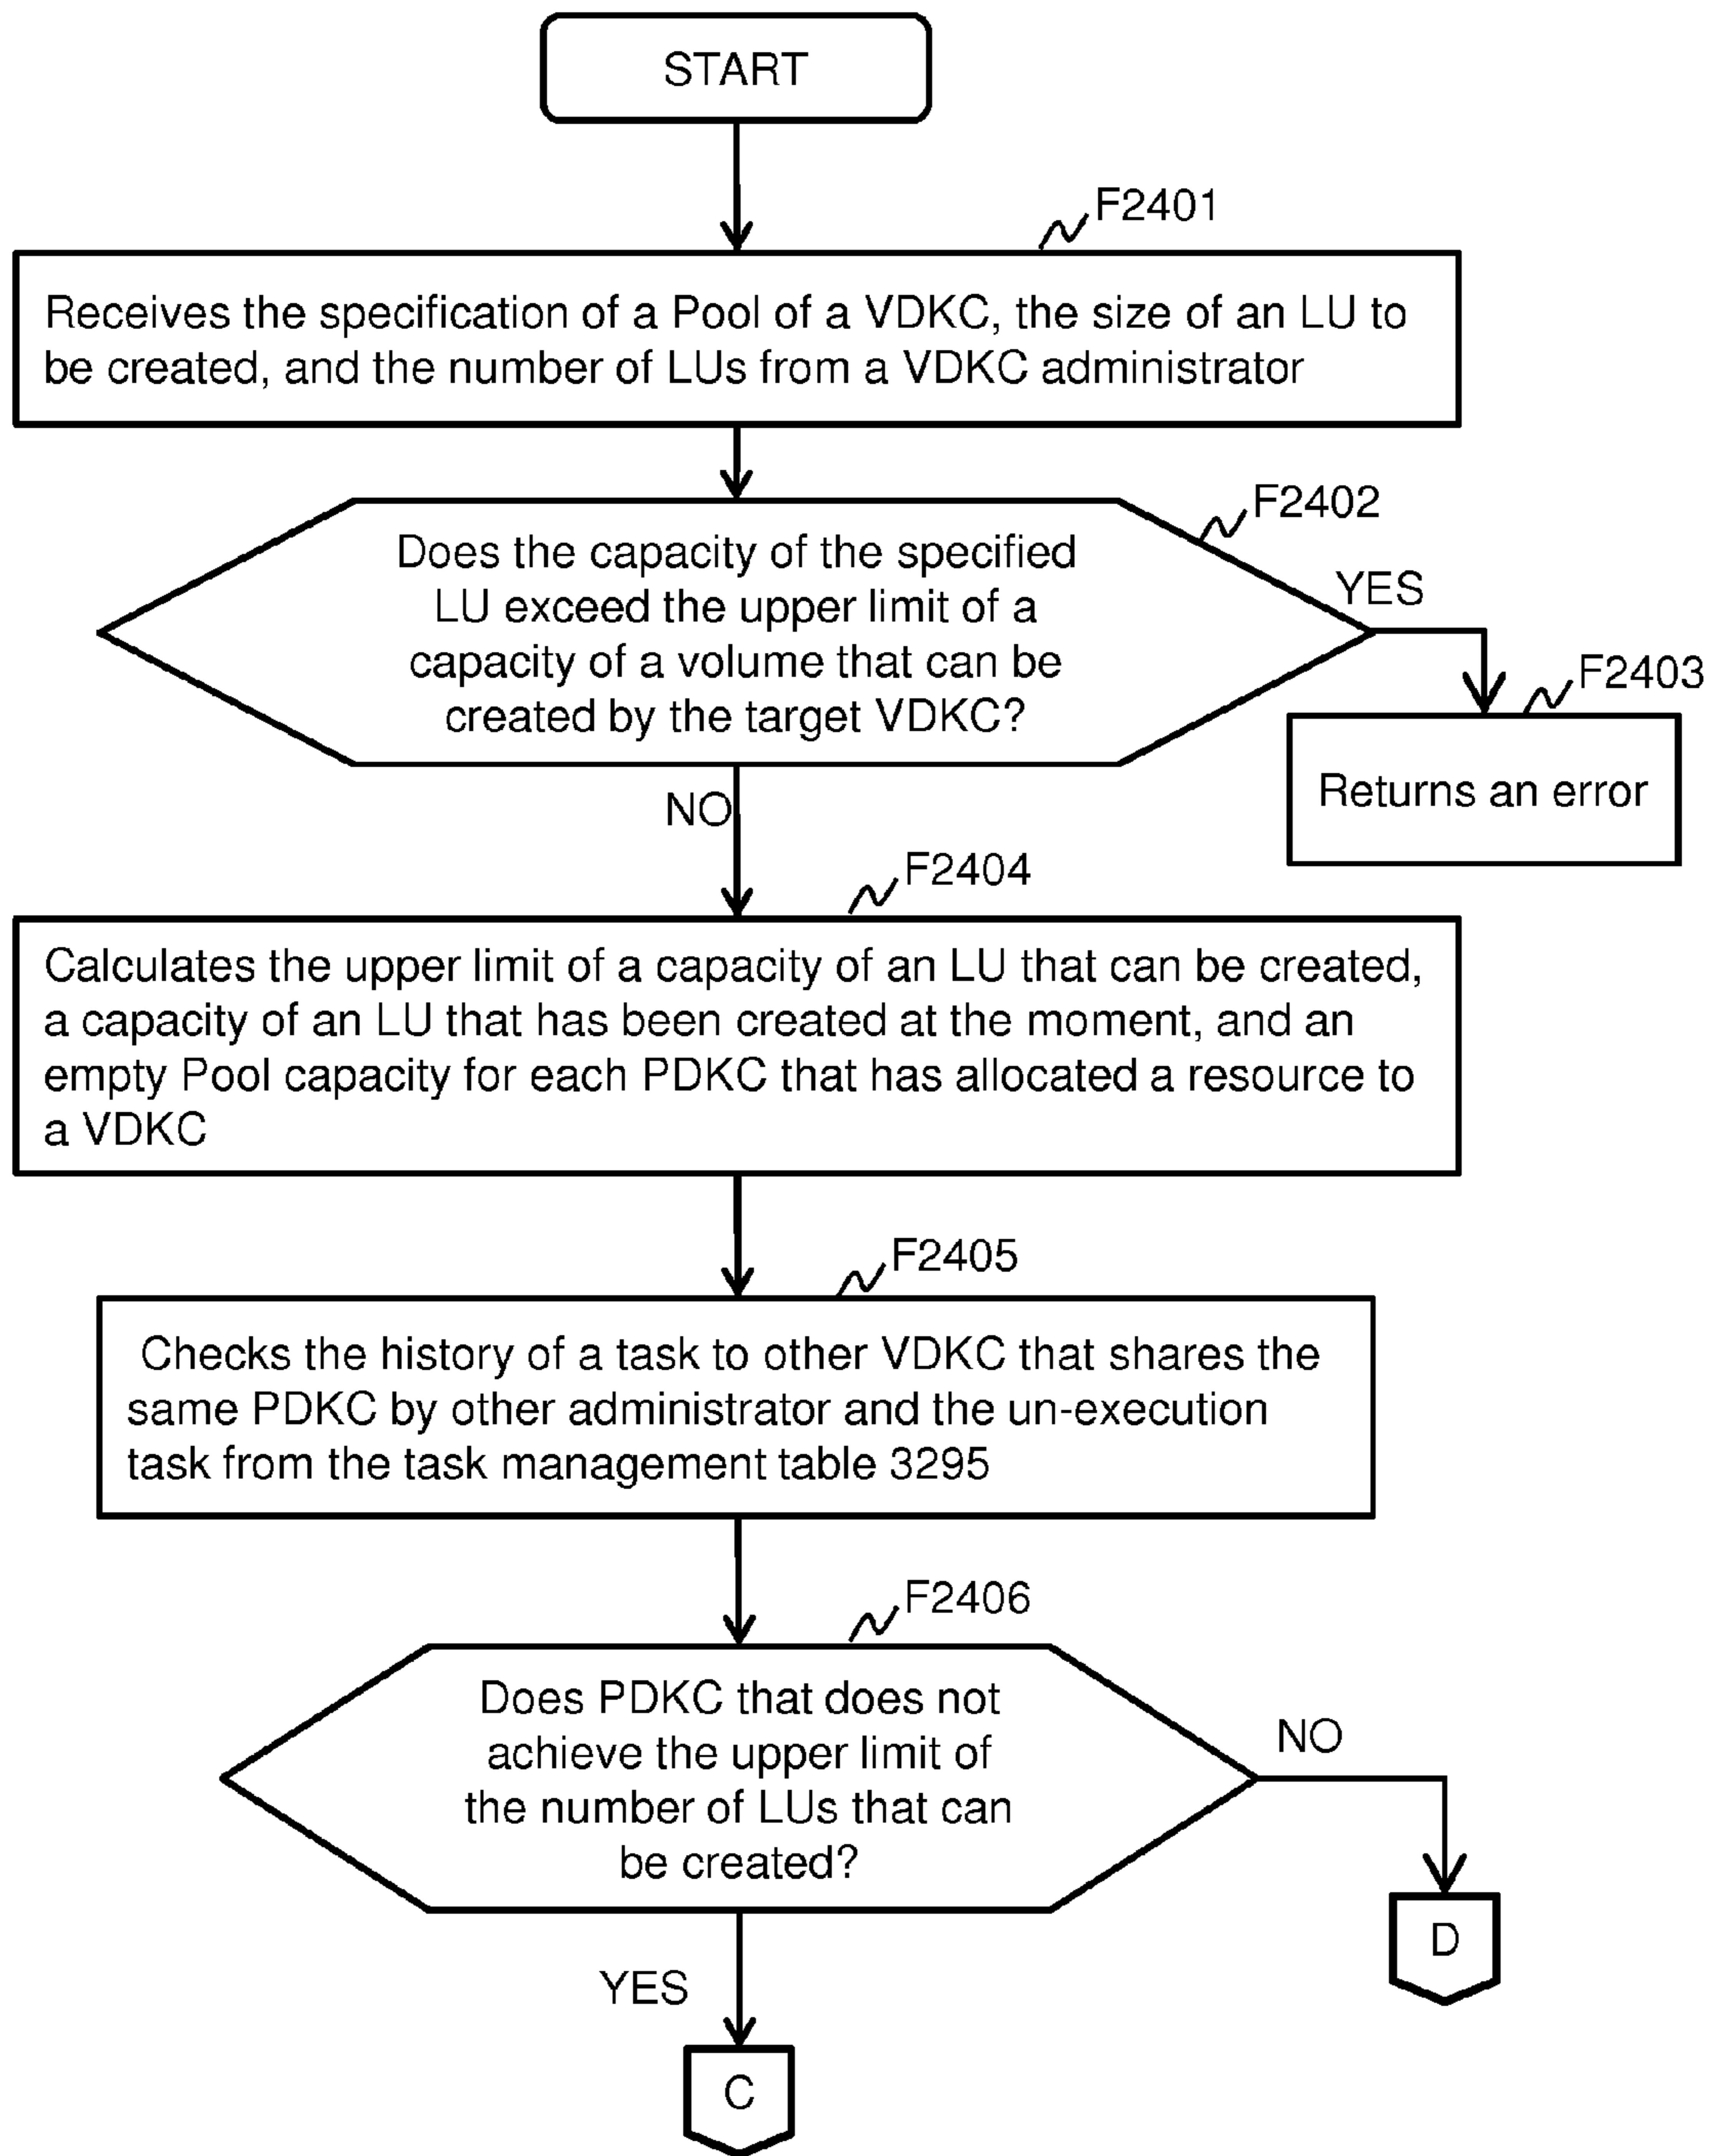 START
F2401
Receives the specification of a Pool of a VDKC, the size of an LU to
be created, and the number of LUs from a VDKC administrator
F2402
Does the capacity of the specified
LU exceed the upper limit of a
capacity of a volume that can be
created by the target VDKC?
YES
F2403
Returns an error
NO
F2404
Calculates the upper limit of a capacity of an LU that can be created,
a capacity of an LU that has been created at the moment, and an
empty Pool capacity for each PDKC that has allocated a resource to
a VDKC
F2405
Checks the history of a task to other VDKC that shares the
same PDKC by other administrator and the un-execution
task from the task management table 3295
F2406
Does PDKC that does not
achieve the upper limit of
the number of LUs that can
be created?
NO
D
YES
C